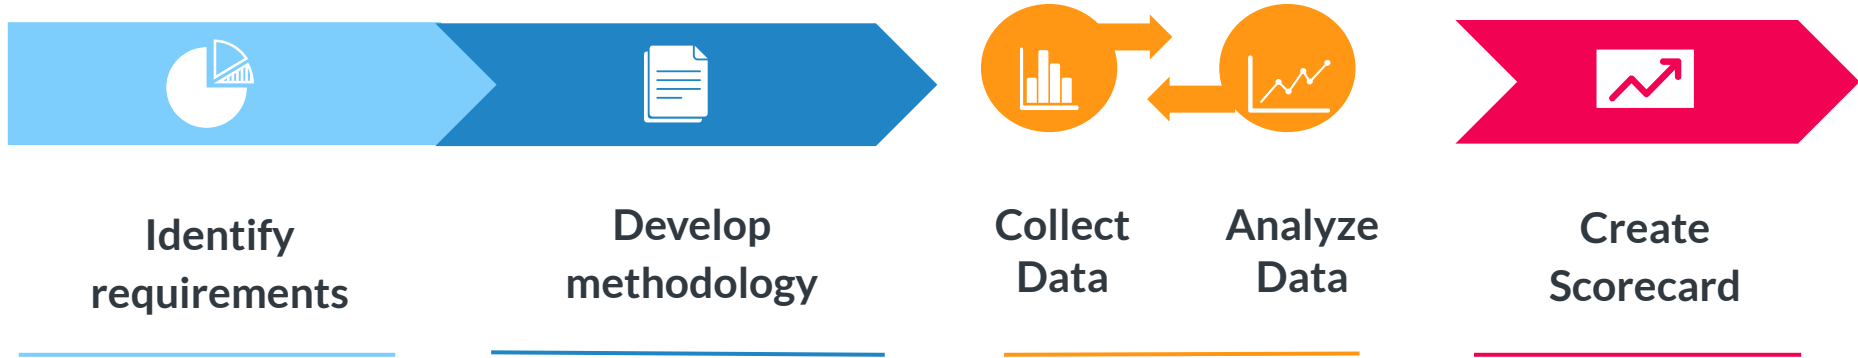 Identify
requirements
Develop
methodology
Collect
Data
Analyze
Data
Create
Scorecard